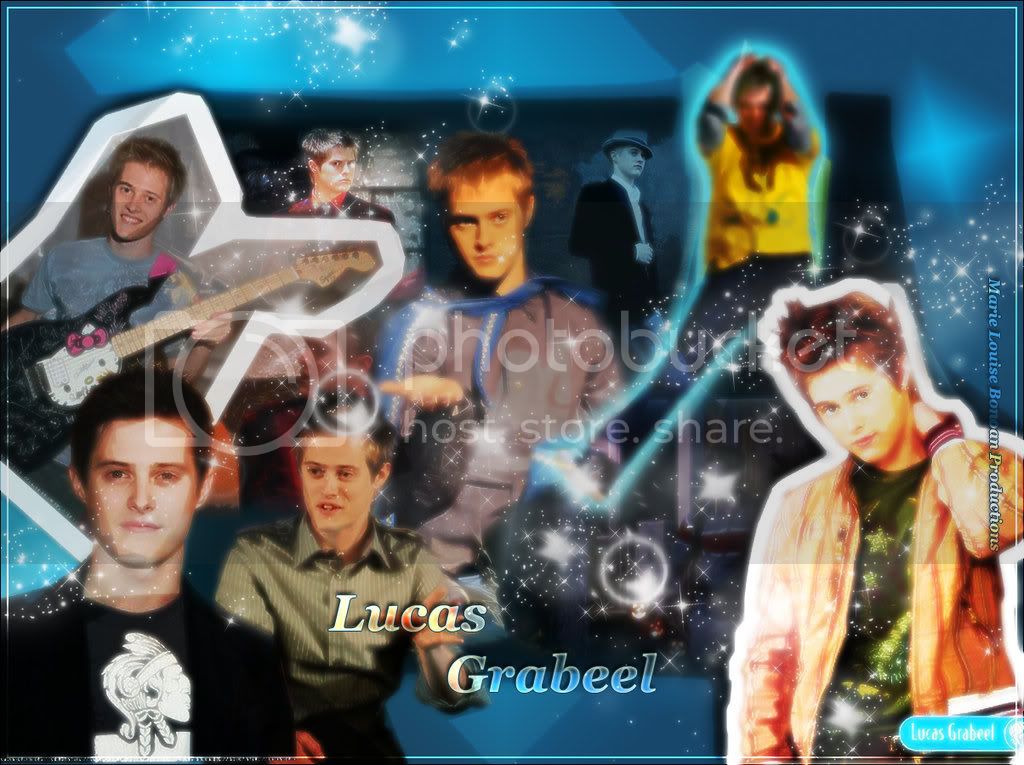 photobucket
host. store. share.
Marie Louise Bowman Productions
Lucas
Grabeel
Lucas Grabeel